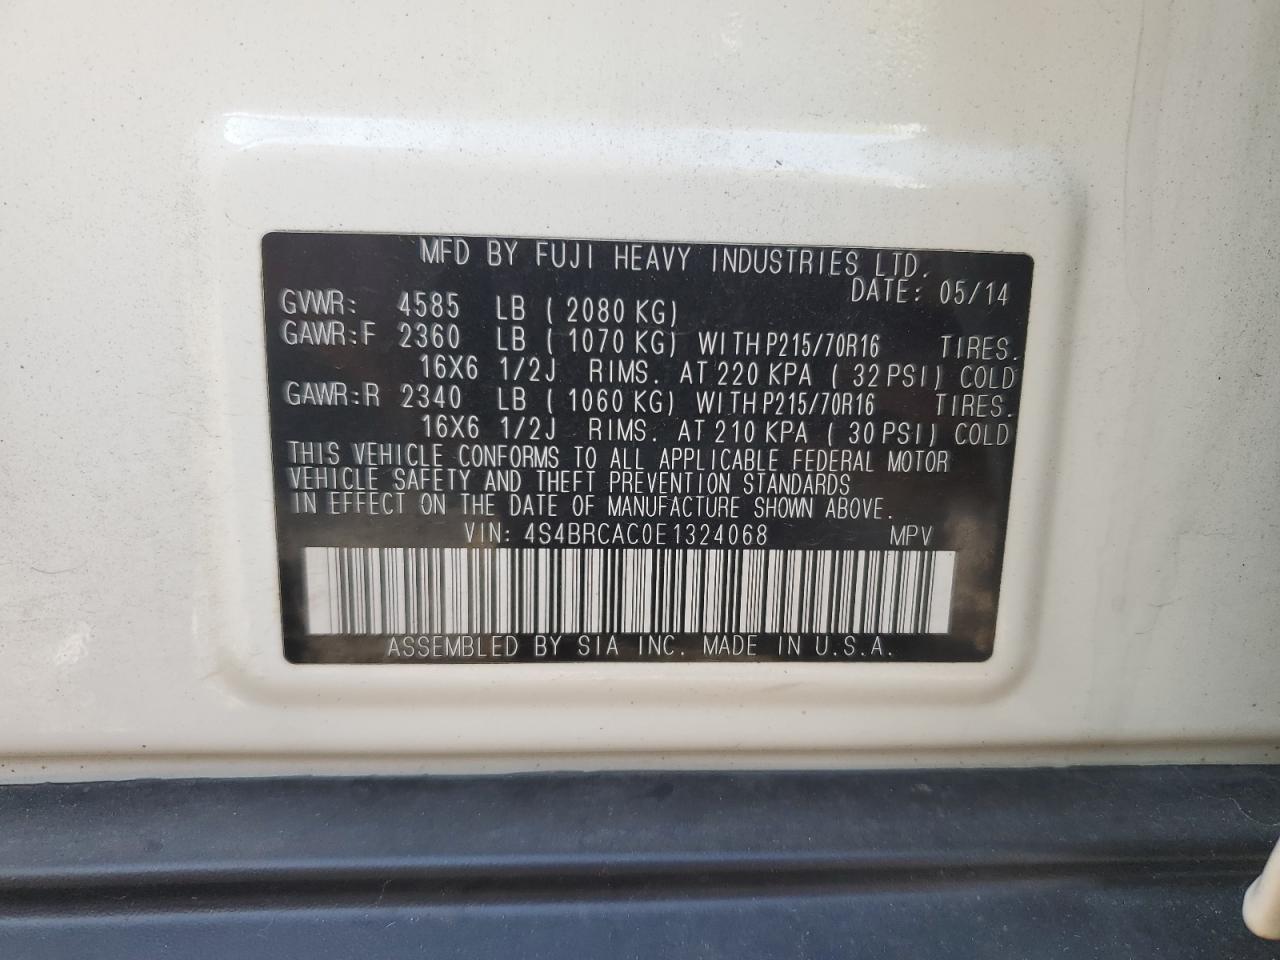 MFD BY FUJI HEAVY INDUSTRIES LTD.
DATE: 05/14
GVWR: 4585 LB ( 2080 KG)
GAWR:F 2360 LB ( 1070 KG) WITH P215/70R16 TIRES.
16X6 1/2J RIMS. AT 220 KPA ( 32 PSI) COLD
GAWR:R 2340 LB ( 1060 KG) WITH P215/70R16 TIRES.
16X6 1/2J RIMS. AT 210 KPA ( 30 PSI) COLD
THIS VEHICLE CONFORMS TO ALL APPLICABLE FEDERAL MOTOR
VEHICLE SAFETY AND THEFT PREVENTION STANDARDS
IN EFFECT ON THE DATE OF MANUFACTURE SHOWN ABOVE.
VIN: 4S4BRCAC0E1324068 MPV
ASSEMBLED BY SIA INC. MADE IN U.S.A.